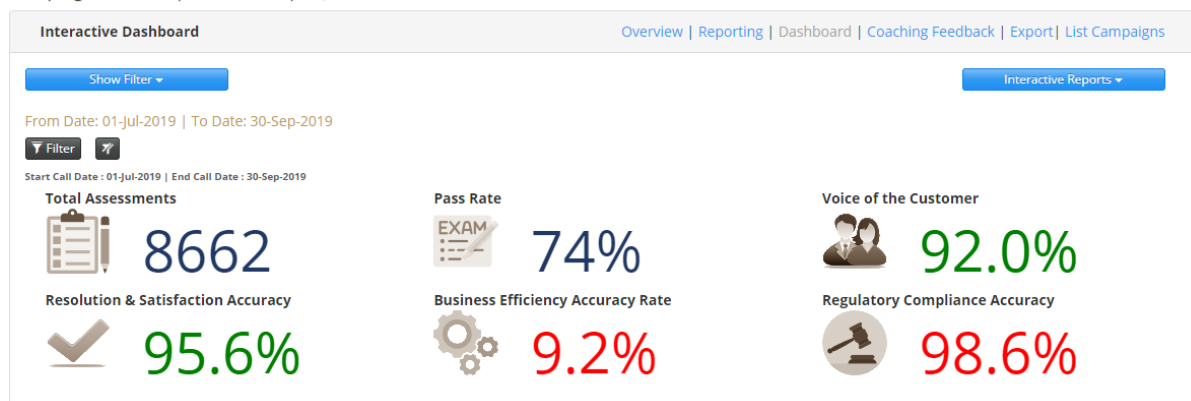 Interactive Dashboard
Overview | Reporting | Dashboard | Coaching Feedback | Export| List Campaigns
Show Filter
Interactive Reports
From Date: 01-Jul-2019 | To Date: 30-Sep-2019
Filter
Start Call Date : 01-Jul-2019 | End Call Date : 30-Sep-2019
Total Assessments
8662
Pass Rate
EXAM
74%
Voice of the Customer
92.0%
Resolution & Satisfaction Accuracy
95.6%
Business Efficiency Accuracy Rate
9.2%
Regulatory Compliance Accuracy
98.6%